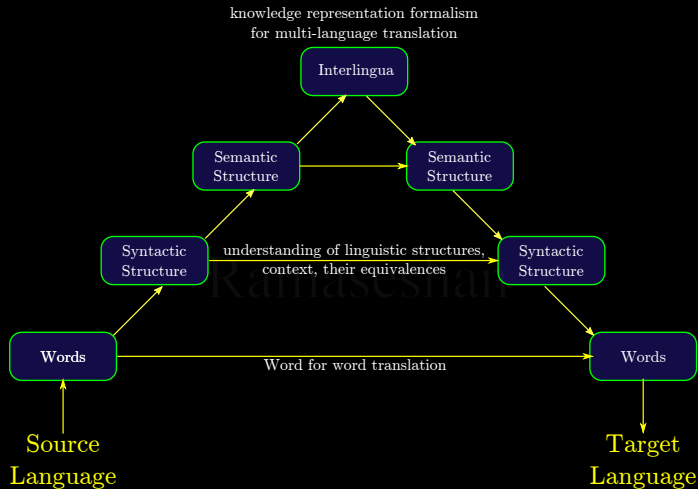 knowledge representation formalism
for multi-language translation
Interlingua
Semantic
Structure
Semantic
Structure
Syntactic
Structure
understanding of linguistic structures,
context, their equivalences
Syntactic
Structure
Ramaseshan
Words
Word for word translation
Words
Source
Language
Target
Language